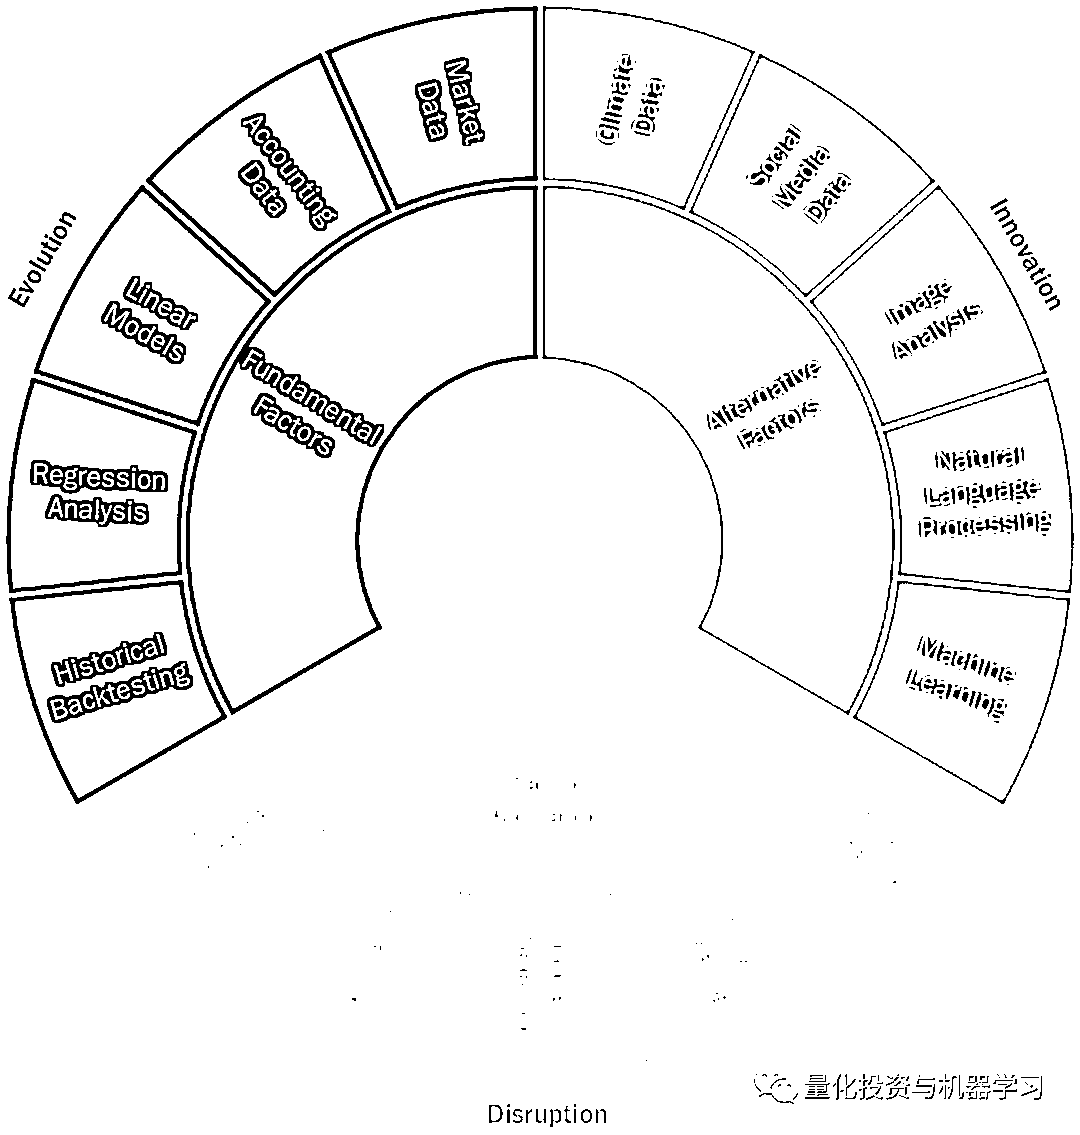 Market
Data
Climate
Data
Accounting
Data
Social
Media
Data
Evolution
Innovation
Linear
Models
Image
Analysis
Fundamental
Factors
Alternative
Factors
Regression
Analysis
Natural
Language
Processing
Historical
Backtesting
Machine
Learning
量化投资与机器学习
Disruption